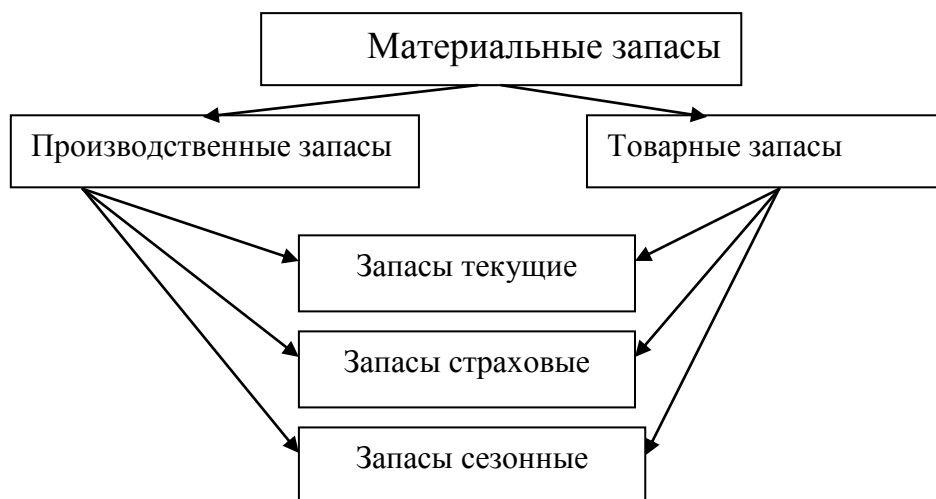 Материальные запасы
Производственные запасы
Товарные запасы
Запасы текущие
Запасы страховые
Запасы сезонные